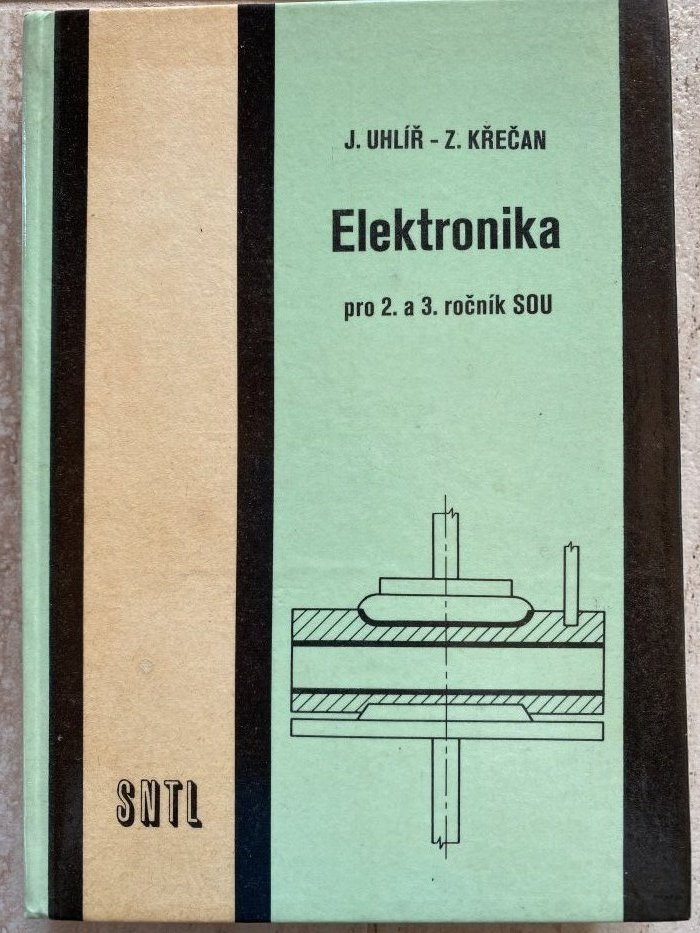 J. UHLÍŘ - Z. KŘEČAN
Elektronika
pro 2. a 3. ročník SOU
SNTL